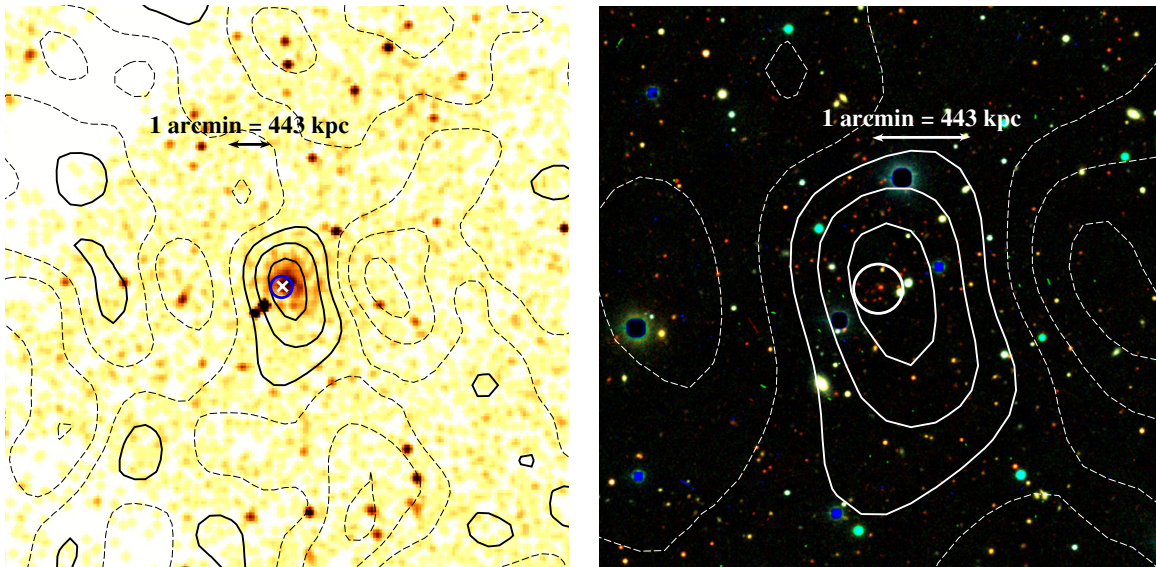 1 arcmin = 443 kpc
1 arcmin = 443 kpc